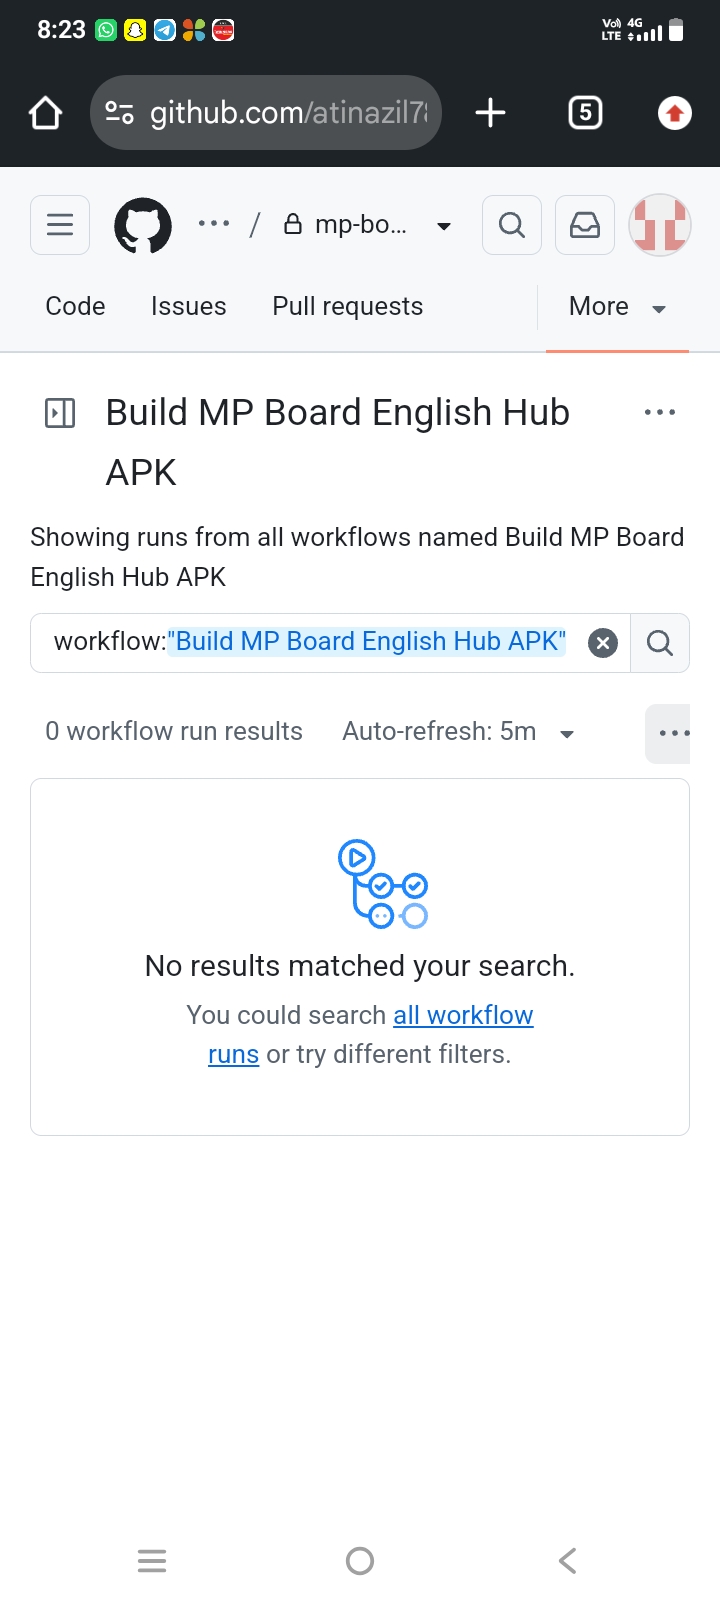 8:23
Vo) 4G
LTE
github.com/atinazil78
5
/ mp-bo...
Code Issues Pull requests More
Build MP Board English Hub
APK
Showing runs from all workflows named Build MP Board
English Hub APK
workflow:"Build MP Board English Hub APK"
0 workflow run results Auto-refresh: 5m
No results matched your search.
You could search all workflow
runs or try different filters.